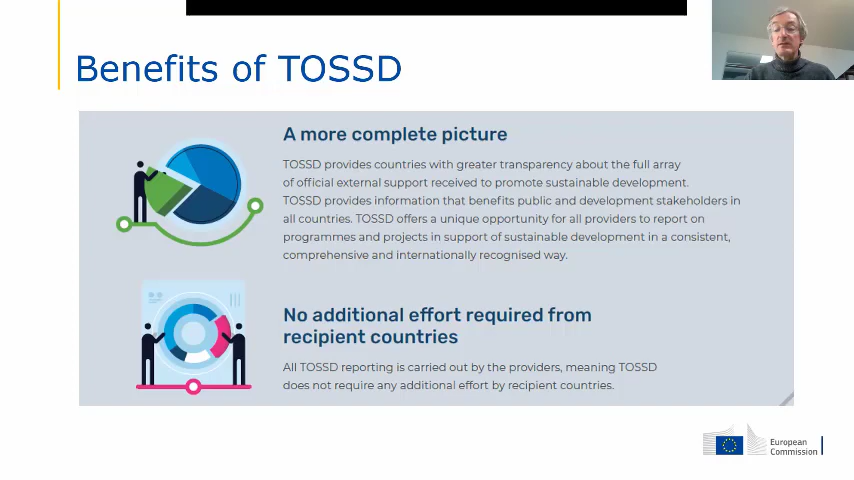 Benefits of TOSSD
A more complete picture
TOSSD provides countries with greater transparency about the full array
of official external support received to promote sustainable development.
TOSSD provides information that benefits public and development stakeholders in
all countries. TOSSD offers a unique opportunity for all providers to report on
programmes and projects in support of sustainable development in a consistent,
comprehensive and internationally recognised way.
No additional effort required from
recipient countries
All TOSSD reporting is carried out by the providers, meaning TOSSD
does not require any additional effort by recipient countries.
European
Commission